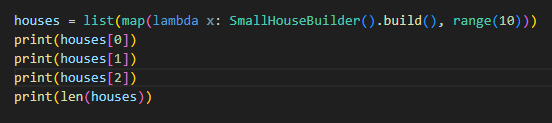 houses = list(map(lambda x: SmallHouseBuilder().build(), range(10)))
print(houses[0])
print(houses[1])
print(houses[2])
print(len(houses))